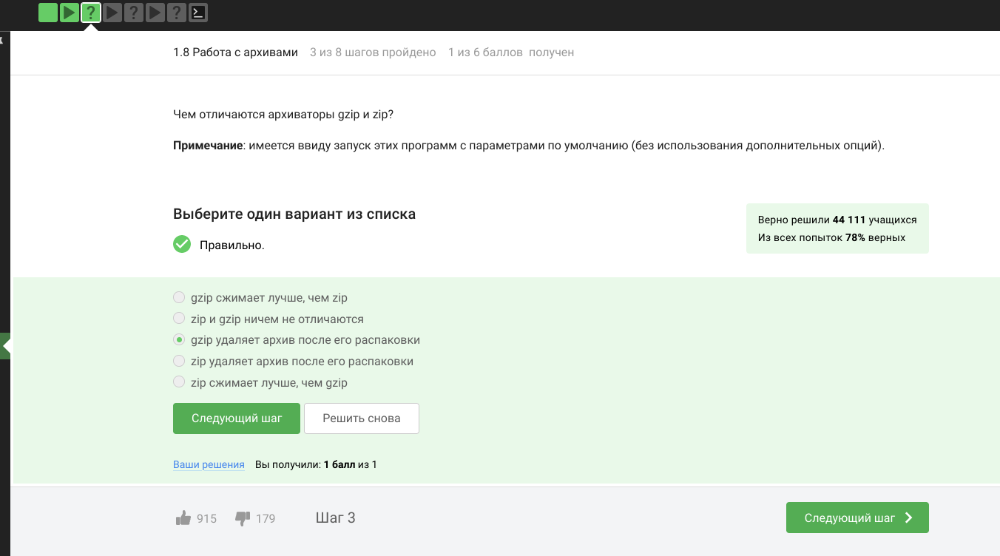 ? ? ?
1.8 Работа с архивами 3 из 8 шагов пройдено 1 из 6 баллов получен
Чем отличаются архиваторы gzip и zip?
Примечание: имеется ввиду запуск этих программ с параметрами по умолчанию (без использования дополнительных опций).
Выберите один вариант из списка
Правильно.
Верно решили 44 111 учащихся
Из всех попыток 78% верных
gzip сжимает лучше, чем zip
zip и gzip ничем не отличаются
gzip удаляет архив после его распаковки
zip удаляет архив после его распаковки
zip сжимает лучше, чем gzip
Следующий шаг Решить снова
Ваши решения Вы получили: 1 балл из 1
915 179 Шаг 3 Следующий шаг